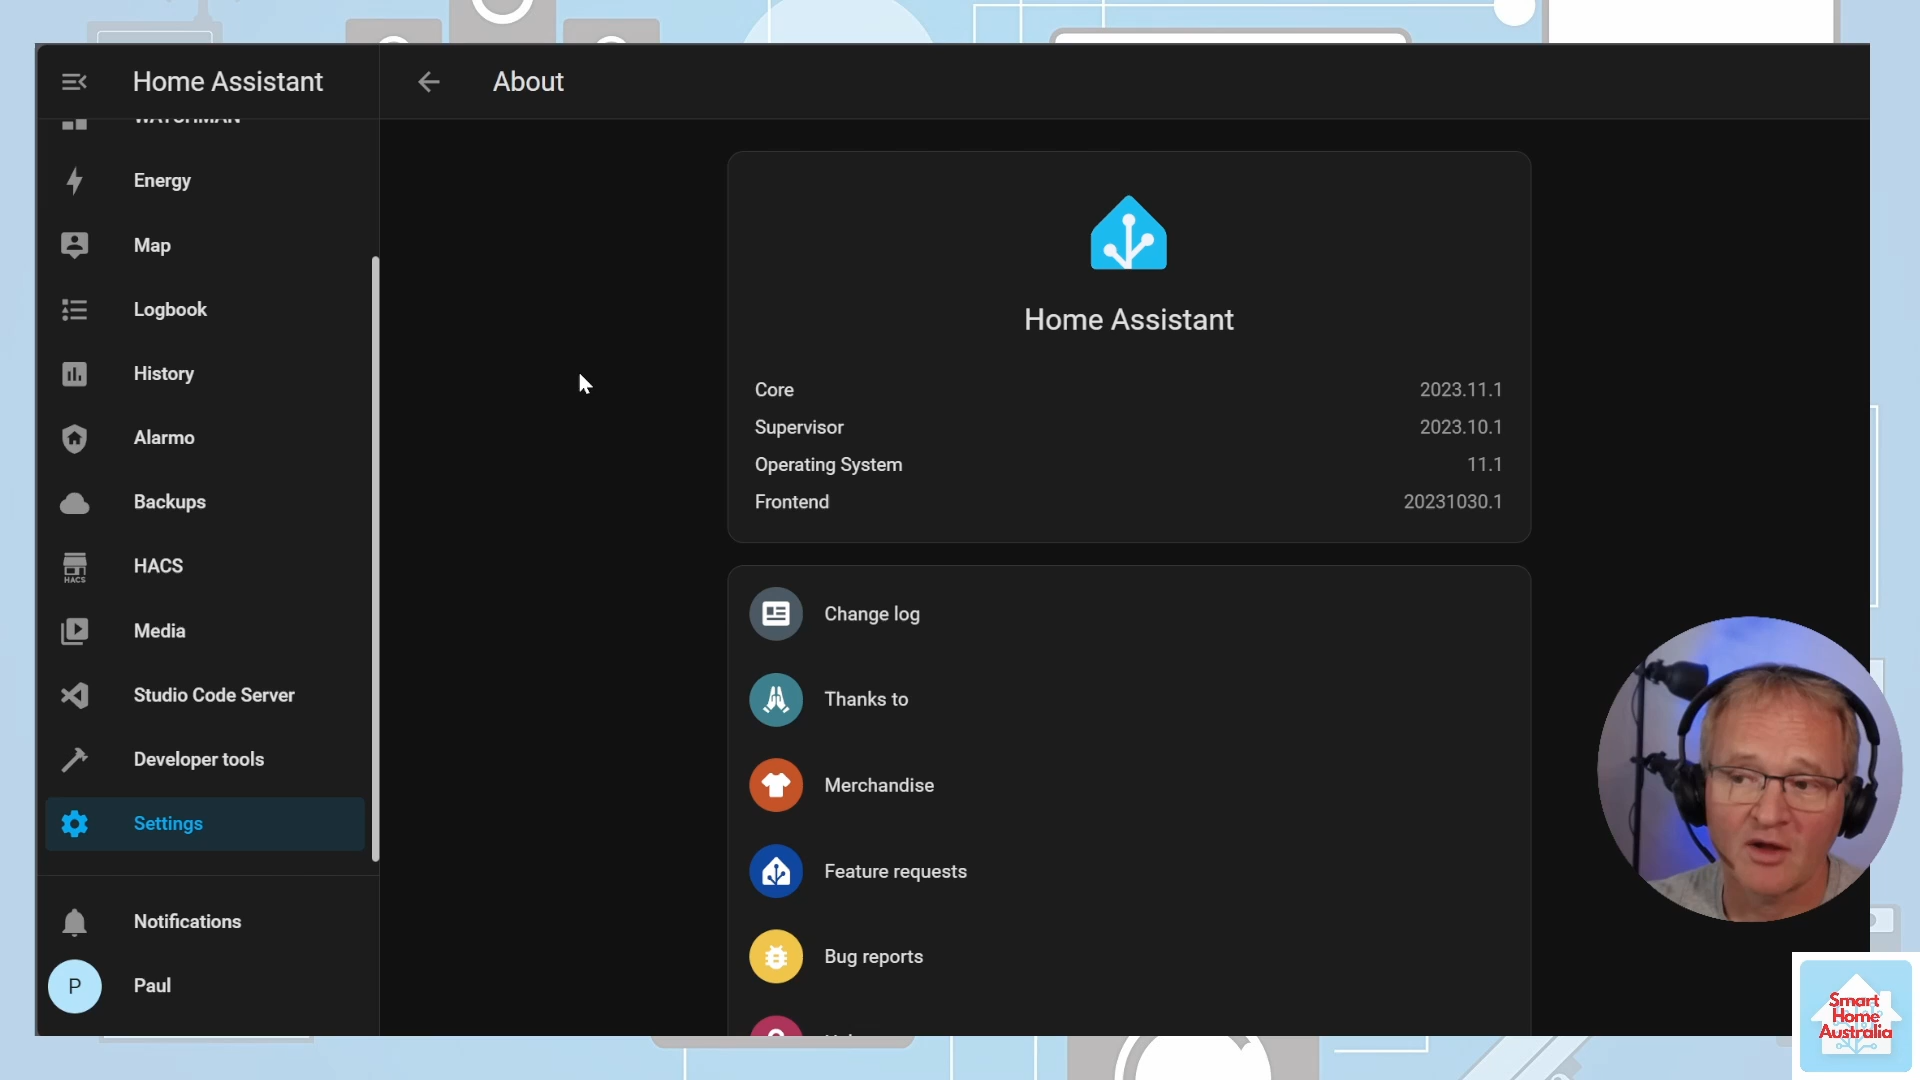 Home Assistant
About
WATCHMAN
Energy
Map
Logbook
History
Alarmo
Backups
HACS
HACS
Media
Studio Code Server
Developer tools
Settings
Notifications
P
Paul
Home Assistant
Core
2023.11.1
Supervisor
2023.10.1
Operating System
11.1
Frontend
20231030.1
Change log
Thanks to
Merchandise
Feature requests
Bug reports
Smart
Home
Australia